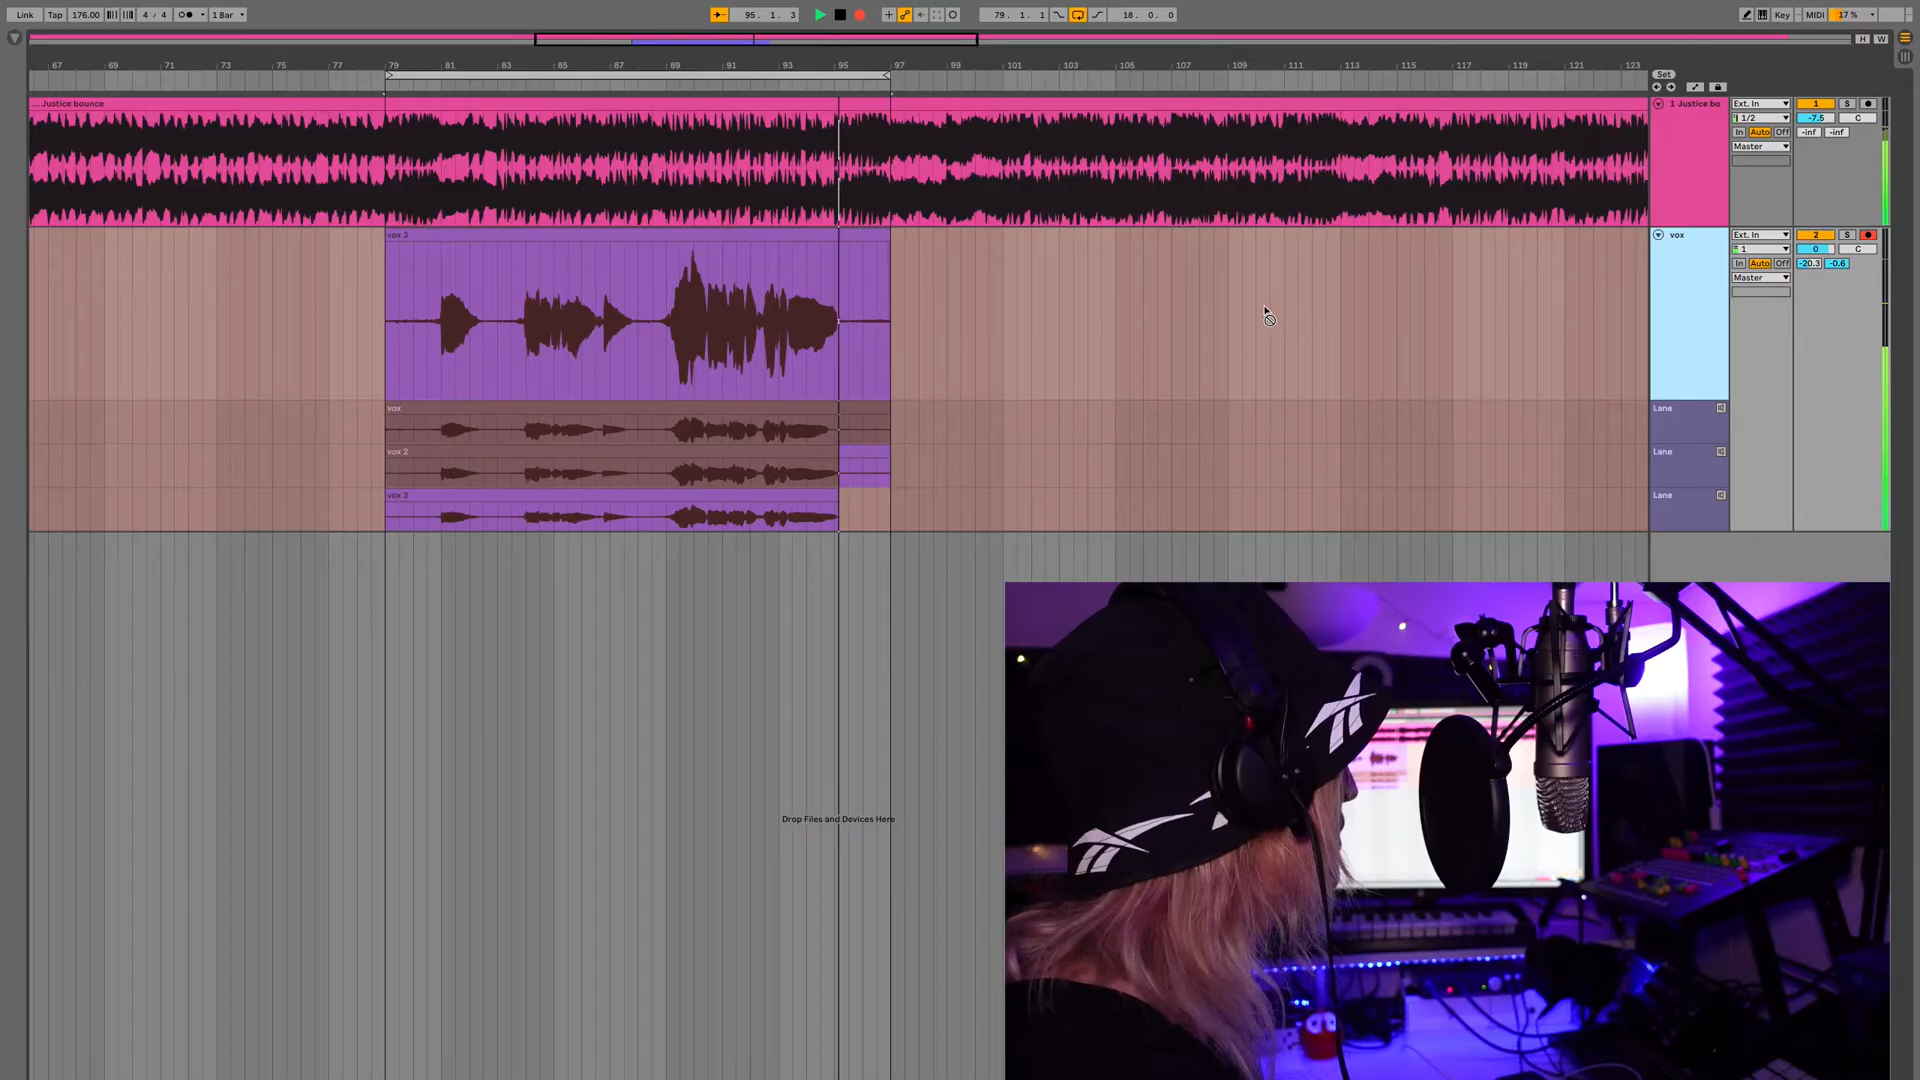 Link Tap 176.00 4 / 4 1 Bar 95. 1. 3 79. 1. 1 18. 0. 0 Key MIDI 17 %
H W
67 69 71 73 75 77 79 81 83 85 87 89 91 93 95 97 99 101 103 105 107 109 111 113 115 117 119 121 123
Set
... Justice bounce 1 Justice bo Ext. In 1 S
1/2 -7.5 C
In Auto Off -inf -inf
Master
vox 3 vox Ext. In 2 S
1 0 C
In Auto Off -20.3 -0.6
Master
vox Lane
vox 2 Lane
vox 3 Lane
Drop Files and Devices Here